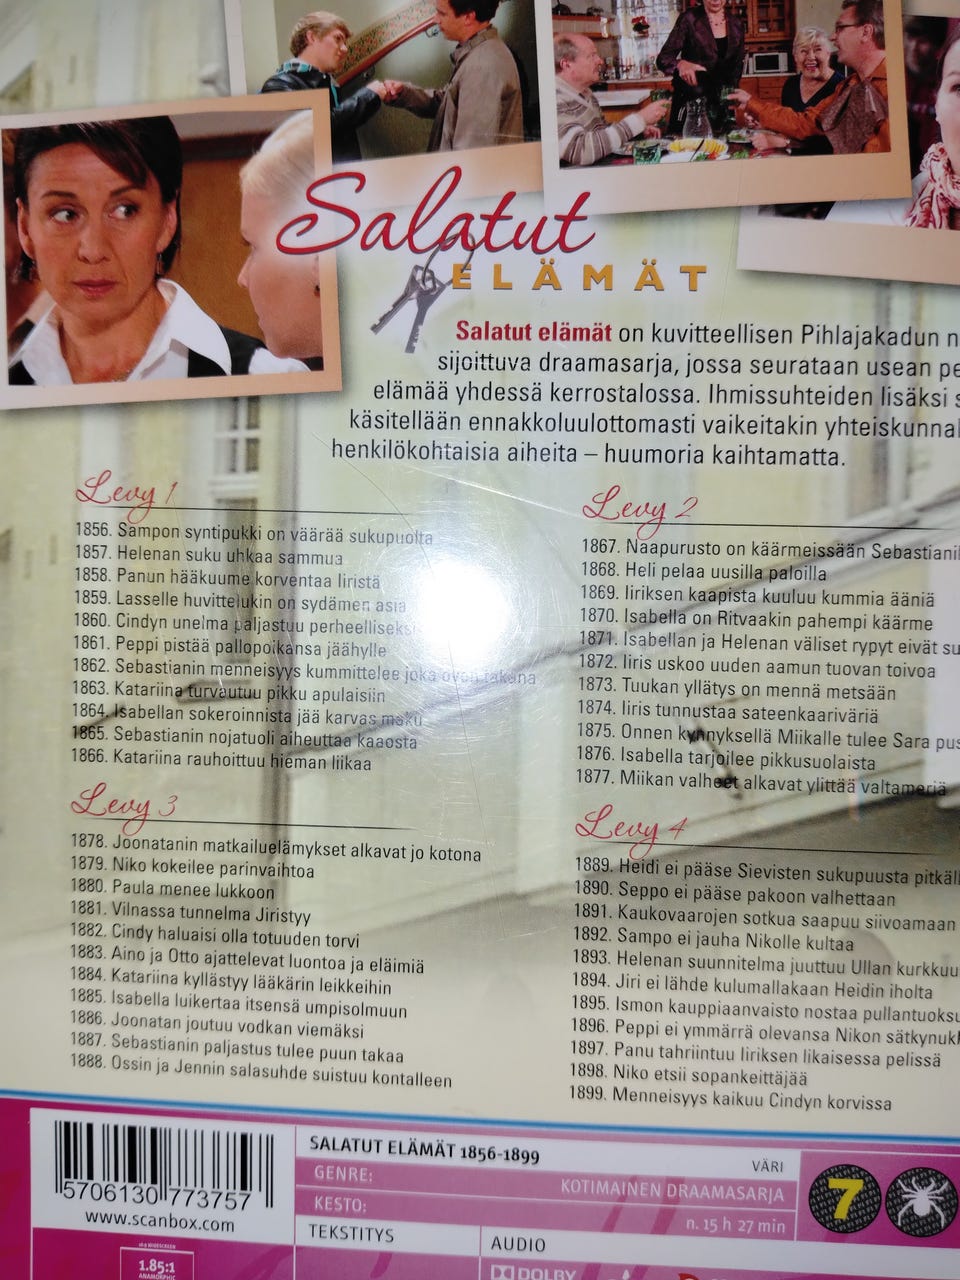 Salatut
ELÄMÄT
Salatut elämät on kuvitteellisen Pihlajakadun
sijoittuva draamasarja, jossa seurataan usean
elämää yhdessä kerrostalossa. Ihmissuhteiden lisäksi
käsitellään ennakkoluulottomasti vaikeitakin
henkilökohtaisia aiheita – huumoria kaihtamatta.
Levy 1
1856. Sampon syntipukki on väärää sukupuolta
1857. Helenan suku uhkaa sammua
1858. Panun hääkuume korventaa Iiristä
1859. Lasselle huvittelukin on sydämen asia
1860. Cindyn unelma paljastuu perheelliseksi
1861. Peppi pistää pallopoikansa jäähylle
1862. Sebastianin menneisyys kummittelee joka oven takana
1863. Katariina turvautuu pikku apulaisiin
1864. Isabellan sokeroinnista jää karvas maku
1865. Sebastianin nojatuoli aiheuttaa kaaosta
1866. Katariina rauhoittuu hieman liikaa
Levy 2
1867. Naapurusto on käärmeissään
1868. Heli pelaa uusilla paloilla
1869. Iiriksen kaapista kuuluu kummia ääniä
1870. Isabella on Ritvaakin pahempi käärme
1871. Isabellan ja Helenan väliset rypyt eivät
1872. Iiris uskoo uuden aamun tuovan toivoa
1873. Tuukan yllätys on mennä metsään
1874. Iiris tunnustaa sateenkaariväriä
1875. Onnen kynnyksellä Miikalle tulee Sara
1876. Isabella tarjoilee pikkusuolaista
1877. Miikan valheet alkavat ylittää valtameriä
Levy 3
1878. Joonatanin matkailuelämykset alkavat jo kotona
1879. Niko kokeilee parinvaihtoa
1880. Paula menee lukkoon
1881. Vilnassa tunnelma Jiristyy
1882. Cindy haluaisi olla totuuden torvi
1883. Aino ja Otto ajattelevat luontoa ja eläimiä
1884. Katariina kyllästyy lääkärin leikkeihin
1885. Isabella luikertaa itsensä umpisolmuun
1886. Joonatan joutuu vodkan viemäksi
1887. Sebastianin paljastus tulee puun takaa
1888. Ossin ja Jennin salasuhde suistuu kontalleen
Levy 4
1889. Heidi ei pääse Sievisten sukupuusta
1890. Seppo ei pääse pakoon valhettaan
1891. Kaukovaarojen sotkua saapuu siivoamaan
1892. Sampo ei jauha Nikolle kultaa
1893. Helenan suunnitelma juuttuu Ullan
1894. Jiri ei lähde kulumallakaan Heidin iholta
1895. Ismon kauppiaanvaisto nostaa
1896. Peppi ei ymmärrä olevansa Nikon
1897. Panu tahriintuu Iiriksen likaisessa pelissä
1898. Niko etsii sopankeittäjää
1899. Menneisyys kaikuu Cindyn korvissa
5706130 773757
www.scanbox.com
SALATUT ELÄMÄT 1856-1899
VÄRI
GENRE:
KOTIMAINEN DRAAMASARJA
KESTO:
n. 15 h 27 min
TEKSTITYS
AUDIO
7
16:9 WIDESCREEN
1.85:1
ANAMORPHIC
DOLBY